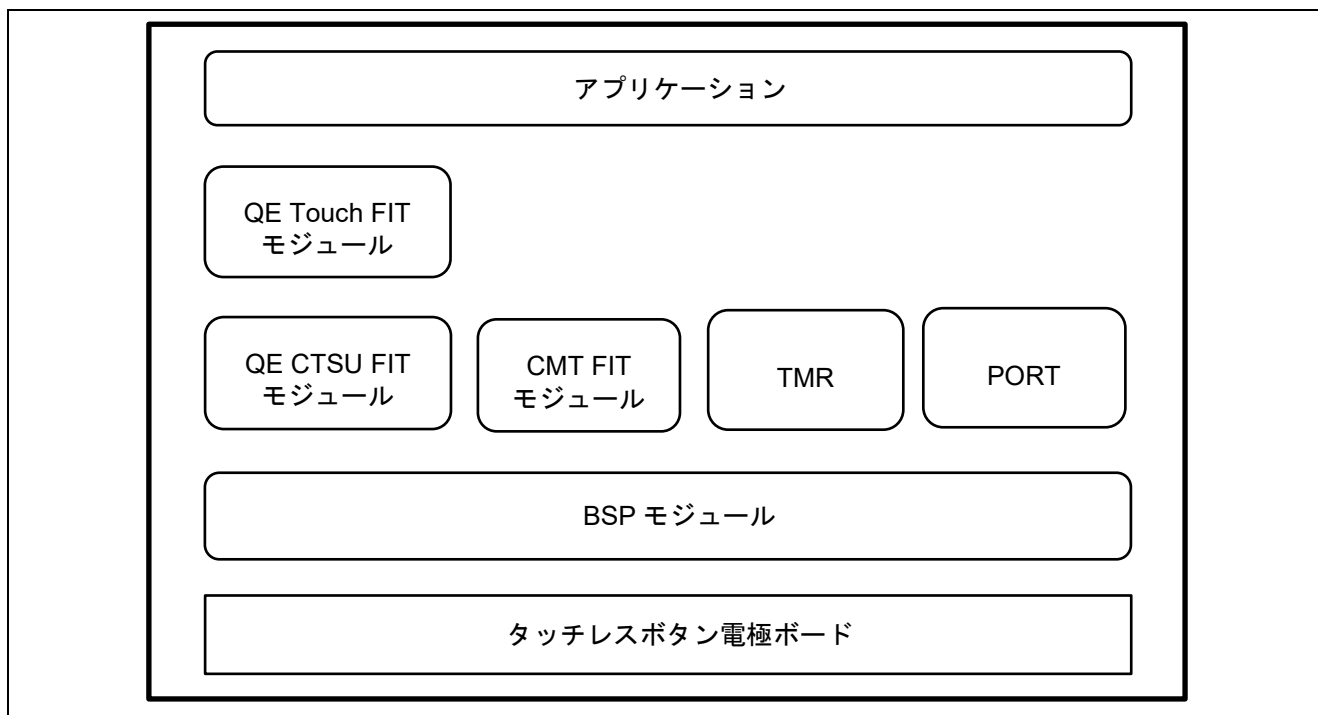 アプリケーション
QE Touch FIT
モジュール
QE CTSU FIT
モジュール
CMT FIT
モジュール
TMR
PORT
BSP モジュール
タッチレスボタン電極ボード